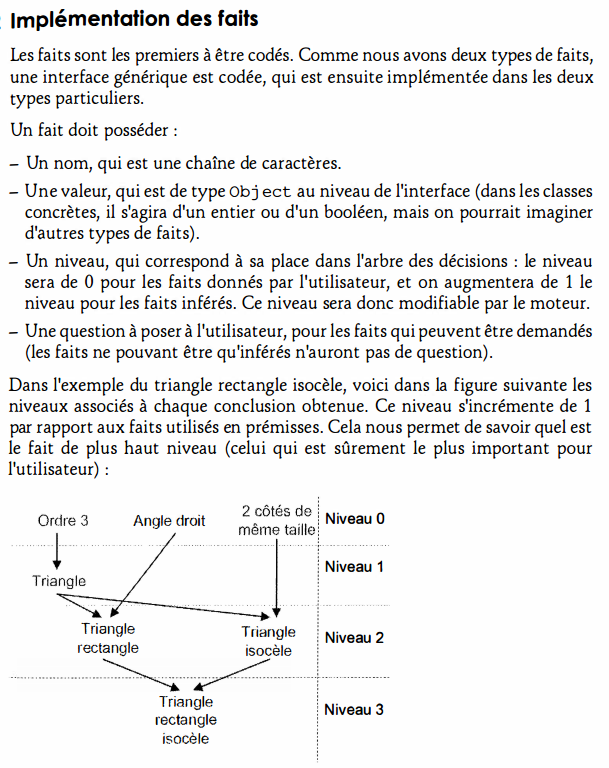 Implémentation des faits
Les faits sont les premiers à être codés. Comme nous avons deux types de faits,
une interface générique est codée, qui est ensuite implémentée dans les deux
types particuliers.
Un fait doit posséder :
– Un nom, qui est une chaîne de caractères.
– Une valeur, qui est de type Object au niveau de l'interface (dans les classes
concrètes, il s'agira d'un entier ou d'un booléen, mais on pourrait imaginer
d'autres types de faits).
– Un niveau, qui correspond à sa place dans l'arbre des décisions : le niveau
sera de 0 pour les faits donnés par l'utilisateur, et on augmentera de 1 le
niveau pour les faits inférés. Ce niveau sera donc modifiable par le moteur.
– Une question à poser à l'utilisateur, pour les faits qui peuvent être demandés
(les faits ne pouvant être qu'inférés n'auront pas de question).
Dans l'exemple du triangle rectangle isocèle, voici dans la figure suivante les
niveaux associés à chaque conclusion obtenue. Ce niveau s'incrémente de 1
par rapport aux faits utilisés en prémisses. Cela nous permet de savoir quel est
le fait de plus haut niveau (celui qui est sûrement le plus important pour
l'utilisateur) :
Ordre 3
Angle droit
2 côtés de
même taille
Niveau 0
Triangle
Niveau 1
Triangle
rectangle
Triangle
isocèle
Niveau 2
Triangle
rectangle
isocèle
Niveau 3